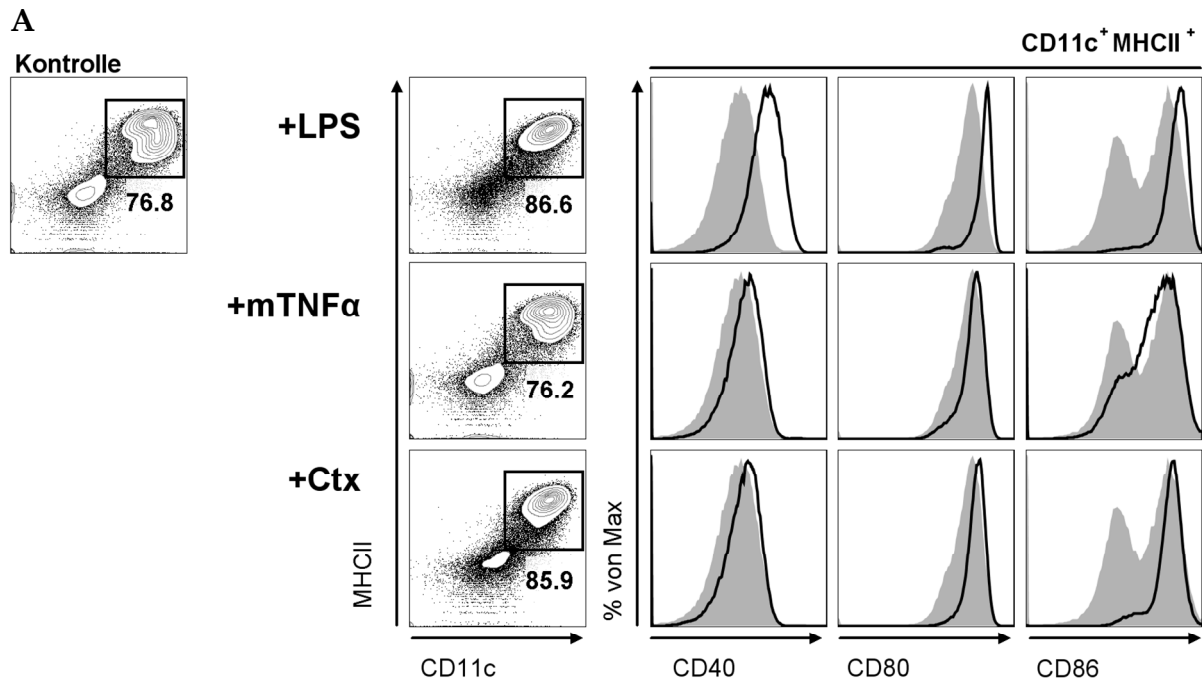 A
CD11c+ MHCII+
Kontrolle
76.8
+LPS
86.6
+mTNFα
76.2
+Ctx
85.9
MHCII
CD11c
% von Max
CD40
CD80
CD86